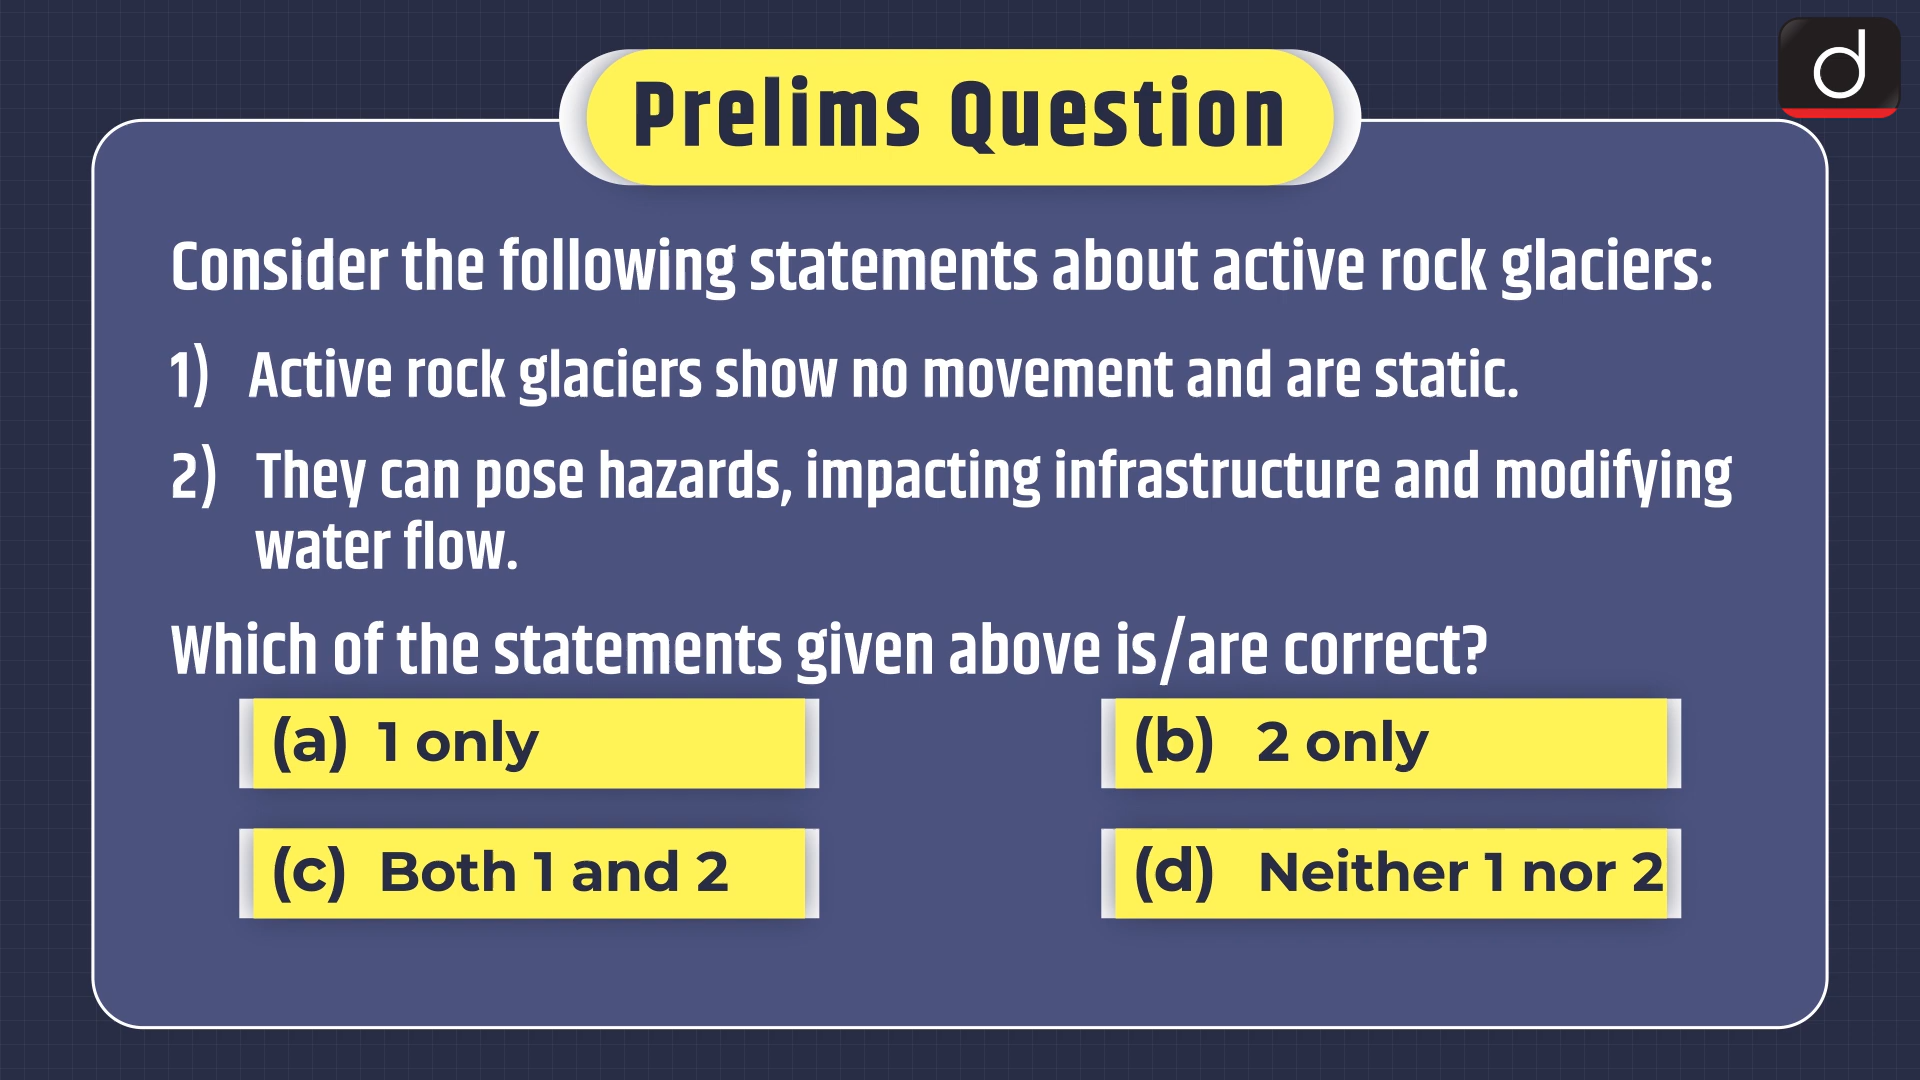 d
Prelims Question
Consider the following statements about active rock glaciers:
1) Active rock glaciers show no movement and are static.
2) They can pose hazards, impacting infrastructure and modifying
water flow.
Which of the statements given above is/are correct?
(a) 1 only
(b) 2 only
(c) Both 1 and 2
(d) Neither 1 nor 2